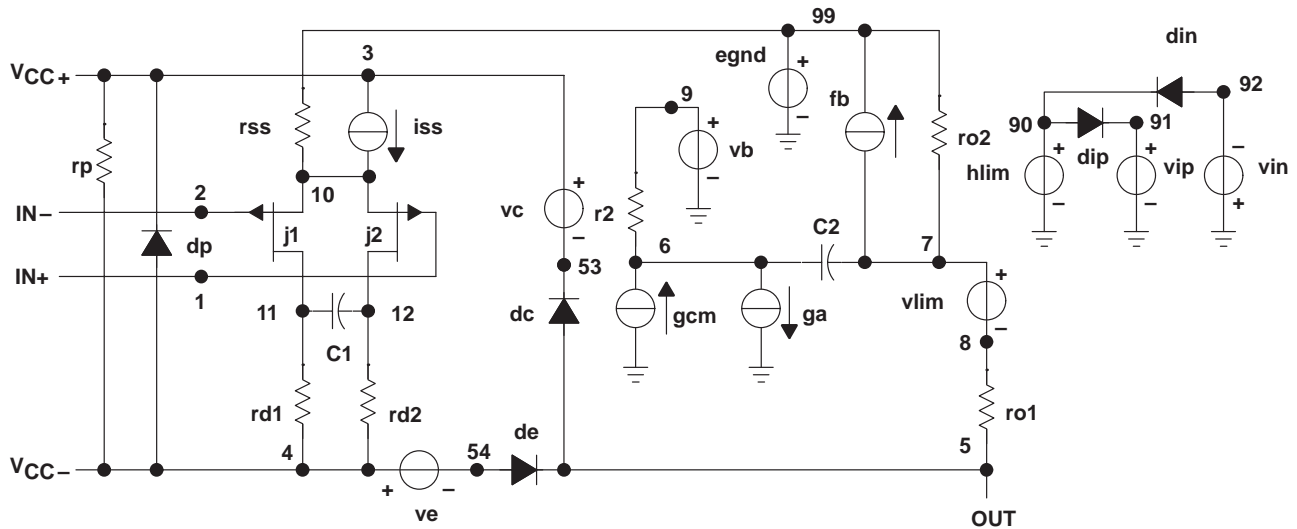 99
din
3
egnd
VCC+
92
9
fb
rss
iss
90
91
rp
vb
ro2
dip
hlim
vip
vin
2
10
IN−
vc
r2
C2
j1
j2
6
7
dp
IN+
53
1
vlim
11
12
dc
gcm
ga
C1
8
rd1
rd2
ro1
de
5
4
54
VCC−
ve
OUT
+
−
+
−
+
−
+
−
+
−
−
+
+
−
+
−
+
−